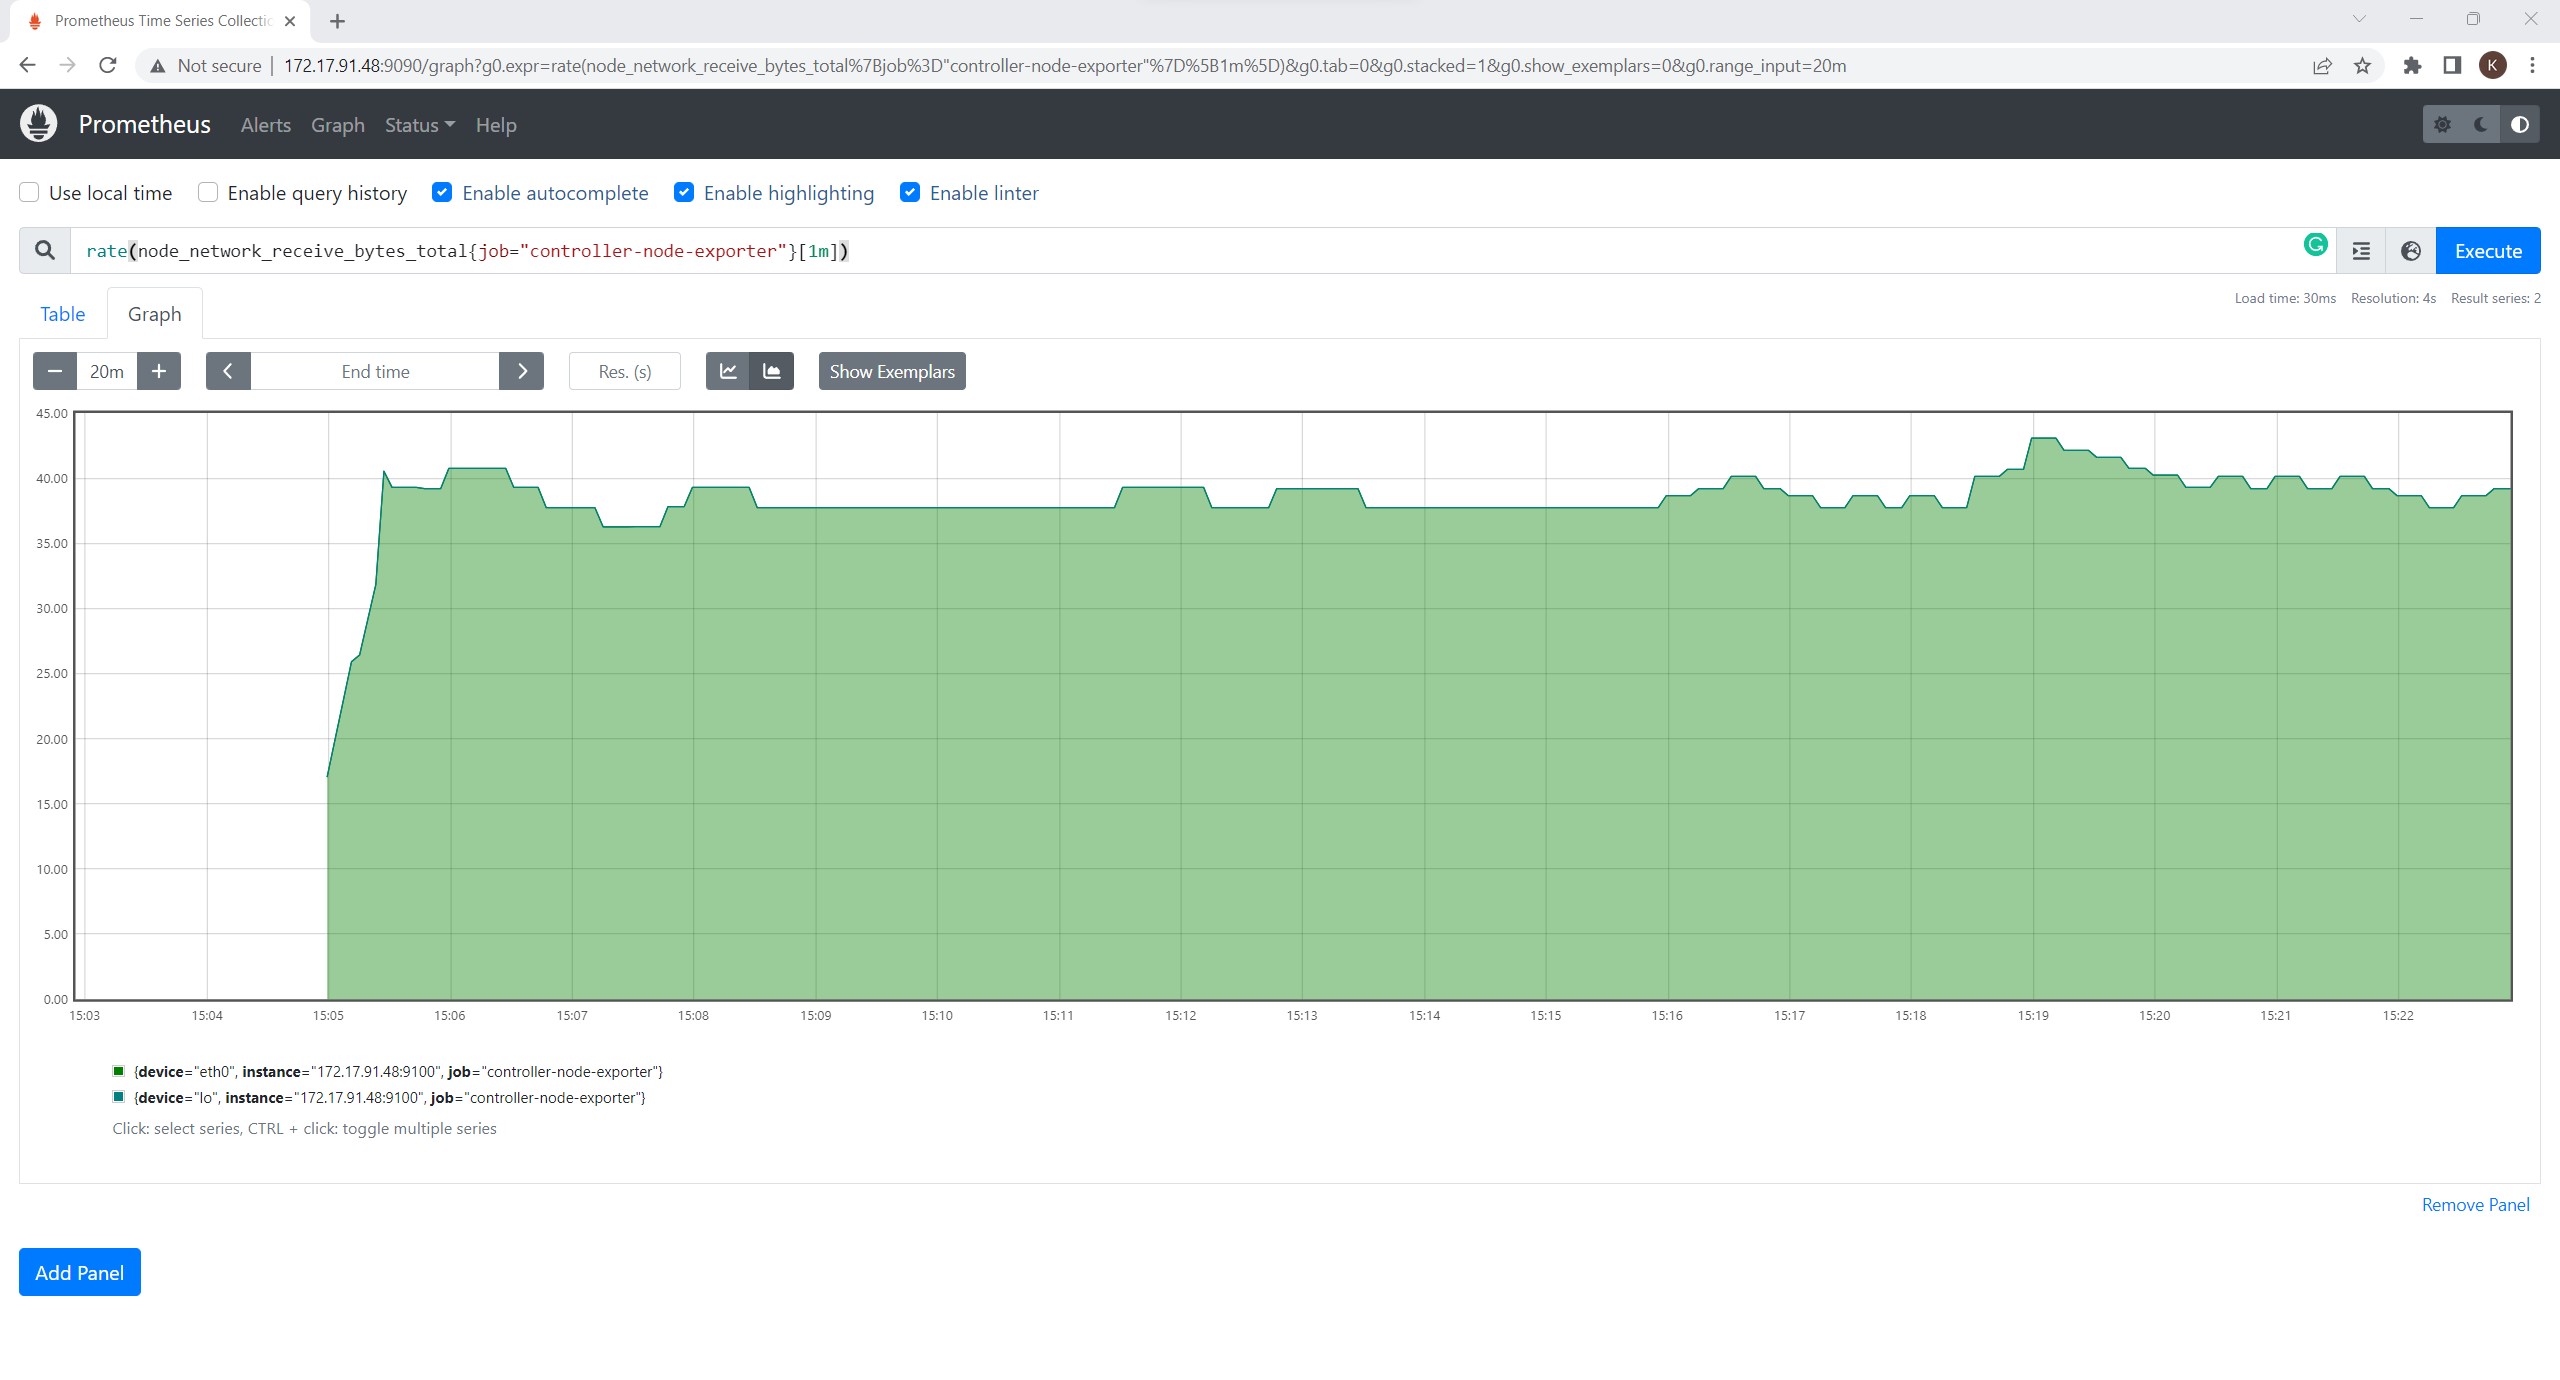 Prometheus Time Series Collectic
Not secure 172.17.91.48:9090/graph?g0.expr=rate(node_network_receive_bytes_total%7Bjob%3D"controller-node-exporter"%7D%5B1m%5D)&g0.tab=0&g0.stacked=1&g0.show_exemplars=0&g0.range_input=20m K
Prometheus Alerts Graph Status Help
Use local time Enable query history Enable autocomplete Enable highlighting Enable linter
rate(node_network_receive_bytes_total{job="controller-node-exporter"}[1m]) G Execute
Load time: 30ms Resolution: 4s Result series: 2
Table Graph
− 20m + End time Res. (s) Show Exemplars
45.00
40.00
35.00
30.00
25.00
20.00
15.00
10.00
5.00
0.00
15:03 15:04 15:05 15:06 15:07 15:08 15:09 15:10 15:11 15:12 15:13 15:14 15:15 15:16 15:17 15:18 15:19 15:20 15:21 15:22
{device="eth0", instance="172.17.91.48:9100", job="controller-node-exporter"}
{device="lo", instance="172.17.91.48:9100", job="controller-node-exporter"}
Click: select series, CTRL + click: toggle multiple series
Remove Panel
Add Panel